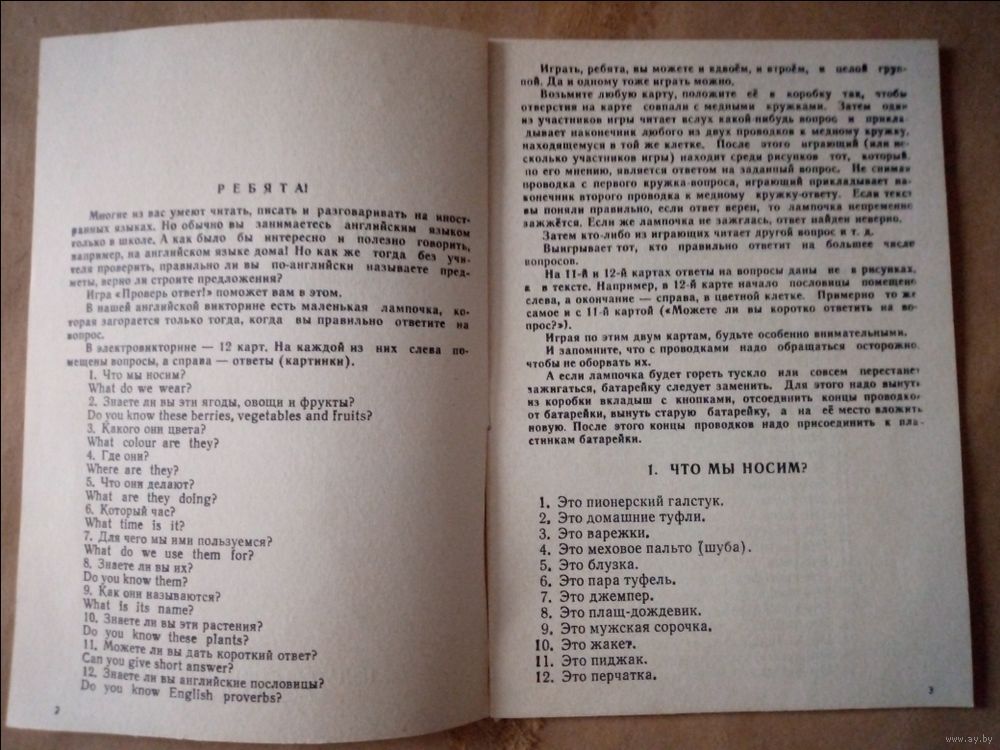 РЕБЯТА!
Многие из вас умеют читать, писать и разговаривать на иност-
ранных языках. Но обычно вы занимаетесь английским языком
только в школе. А как было бы интересно и полезно говорить,
например, на английском языке дома! Но как же тогда без учи-
теля проверить, правильно ли вы по-английски называете пред-
меты, верно ли строите предложения?
Игра «Проверь ответ!» поможет вам в этом.
В нашей английской викторине есть маленькая лампочка, ко-
торая загорается только тогда, когда вы правильно ответите на
вопрос.
В электровикторине — 12 карт. На каждой из них слева по-
мещены вопросы, а справа — ответы (картинки).
1. Что мы носим?
What do we wear?
2. Знаете ли вы эти ягоды, овощи и фрукты?
Do you know these berries, vegetables and fruits?
3. Какого они цвета?
What colour are they?
4. Где они?
Where are they?
5. Что они делают?
What are they doing?
6. Который час?
What time is it?
7. Для чего мы ими пользуемся?
What do we use them for?
8. Знаете ли вы их?
Do you know them?
9. Как они называются?
What is its name?
10. Знаете ли вы эти растения?
Do you know these plants?
11. Можете ли вы дать короткий ответ?
Can you give short answer?
12. Знаете ли вы английские пословицы?
Do you know English proverbs?
2
Играть, ребята, вы можете и вдвоём, и втроём, и целой груп-
пой. Да и одному тоже играть можно.
Возьмите любую карту, положите её в коробку так, чтобы
отверстия на карте совпали с медными кружками. Затем один
из участников игры читает вслух какой-нибудь вопрос и прикла-
дывает наконечник любого из двух проводков к медному кружку,
находящемуся в той же клетке. После этого играющий (или не-
сколько участников игры) находит среди рисунков тот, который,
по его мнению, является ответом на заданный вопрос. Не снимая
проводка с первого кружка-вопроса, играющий прикладывает на-
конечник второго проводка к медному кружку-ответу. Если текст
вы поняли правильно, если ответ верен, то лампочка непременно
зажжётся. Если же лампочка не зажглась, ответ найден неверно.
Затем кто-либо из играющих читает другой вопрос и т. д.
Выигрывает тот, кто правильно ответит на большее число
вопросов.
На 11-й и 12-й картах ответы на вопросы даны не в рисунках,
а в тексте. Например, в 12-й карте начало пословицы помещено
слева, а окончание — справа, в цветной клетке. Примерно то же
самое и с 11-й картой («Можете ли вы коротко ответить на во-
прос?»).
Играя по этим двум картам, будьте особенно внимательными.
И запомните, что с проводками надо обращаться осторожно,
чтобы не оборвать их.
А если лампочка будет гореть тускло или совсем перестанет
зажигаться, батарейку следует заменить. Для этого надо вынуть
из коробки вкладыш с кнопками, отсоединить концы проводков
от батарейки, вынуть старую батарейку, а на её место вложить
новую. После этого концы проводков надо присоединить к пла-
стинкам батарейки.
1. ЧТО МЫ НОСИМ?
1. Это пионерский галстук.
2. Это домашние туфли.
3. Это варежки.
4. Это меховое пальто (шуба).
5. Это блузка.
6. Это пара туфель.
7. Это джемпер.
8. Это плащ-дождевик.
9. Это мужская сорочка.
10. Это жакет.
11. Это пиджак.
12. Это перчатка.
3
www.ay.by